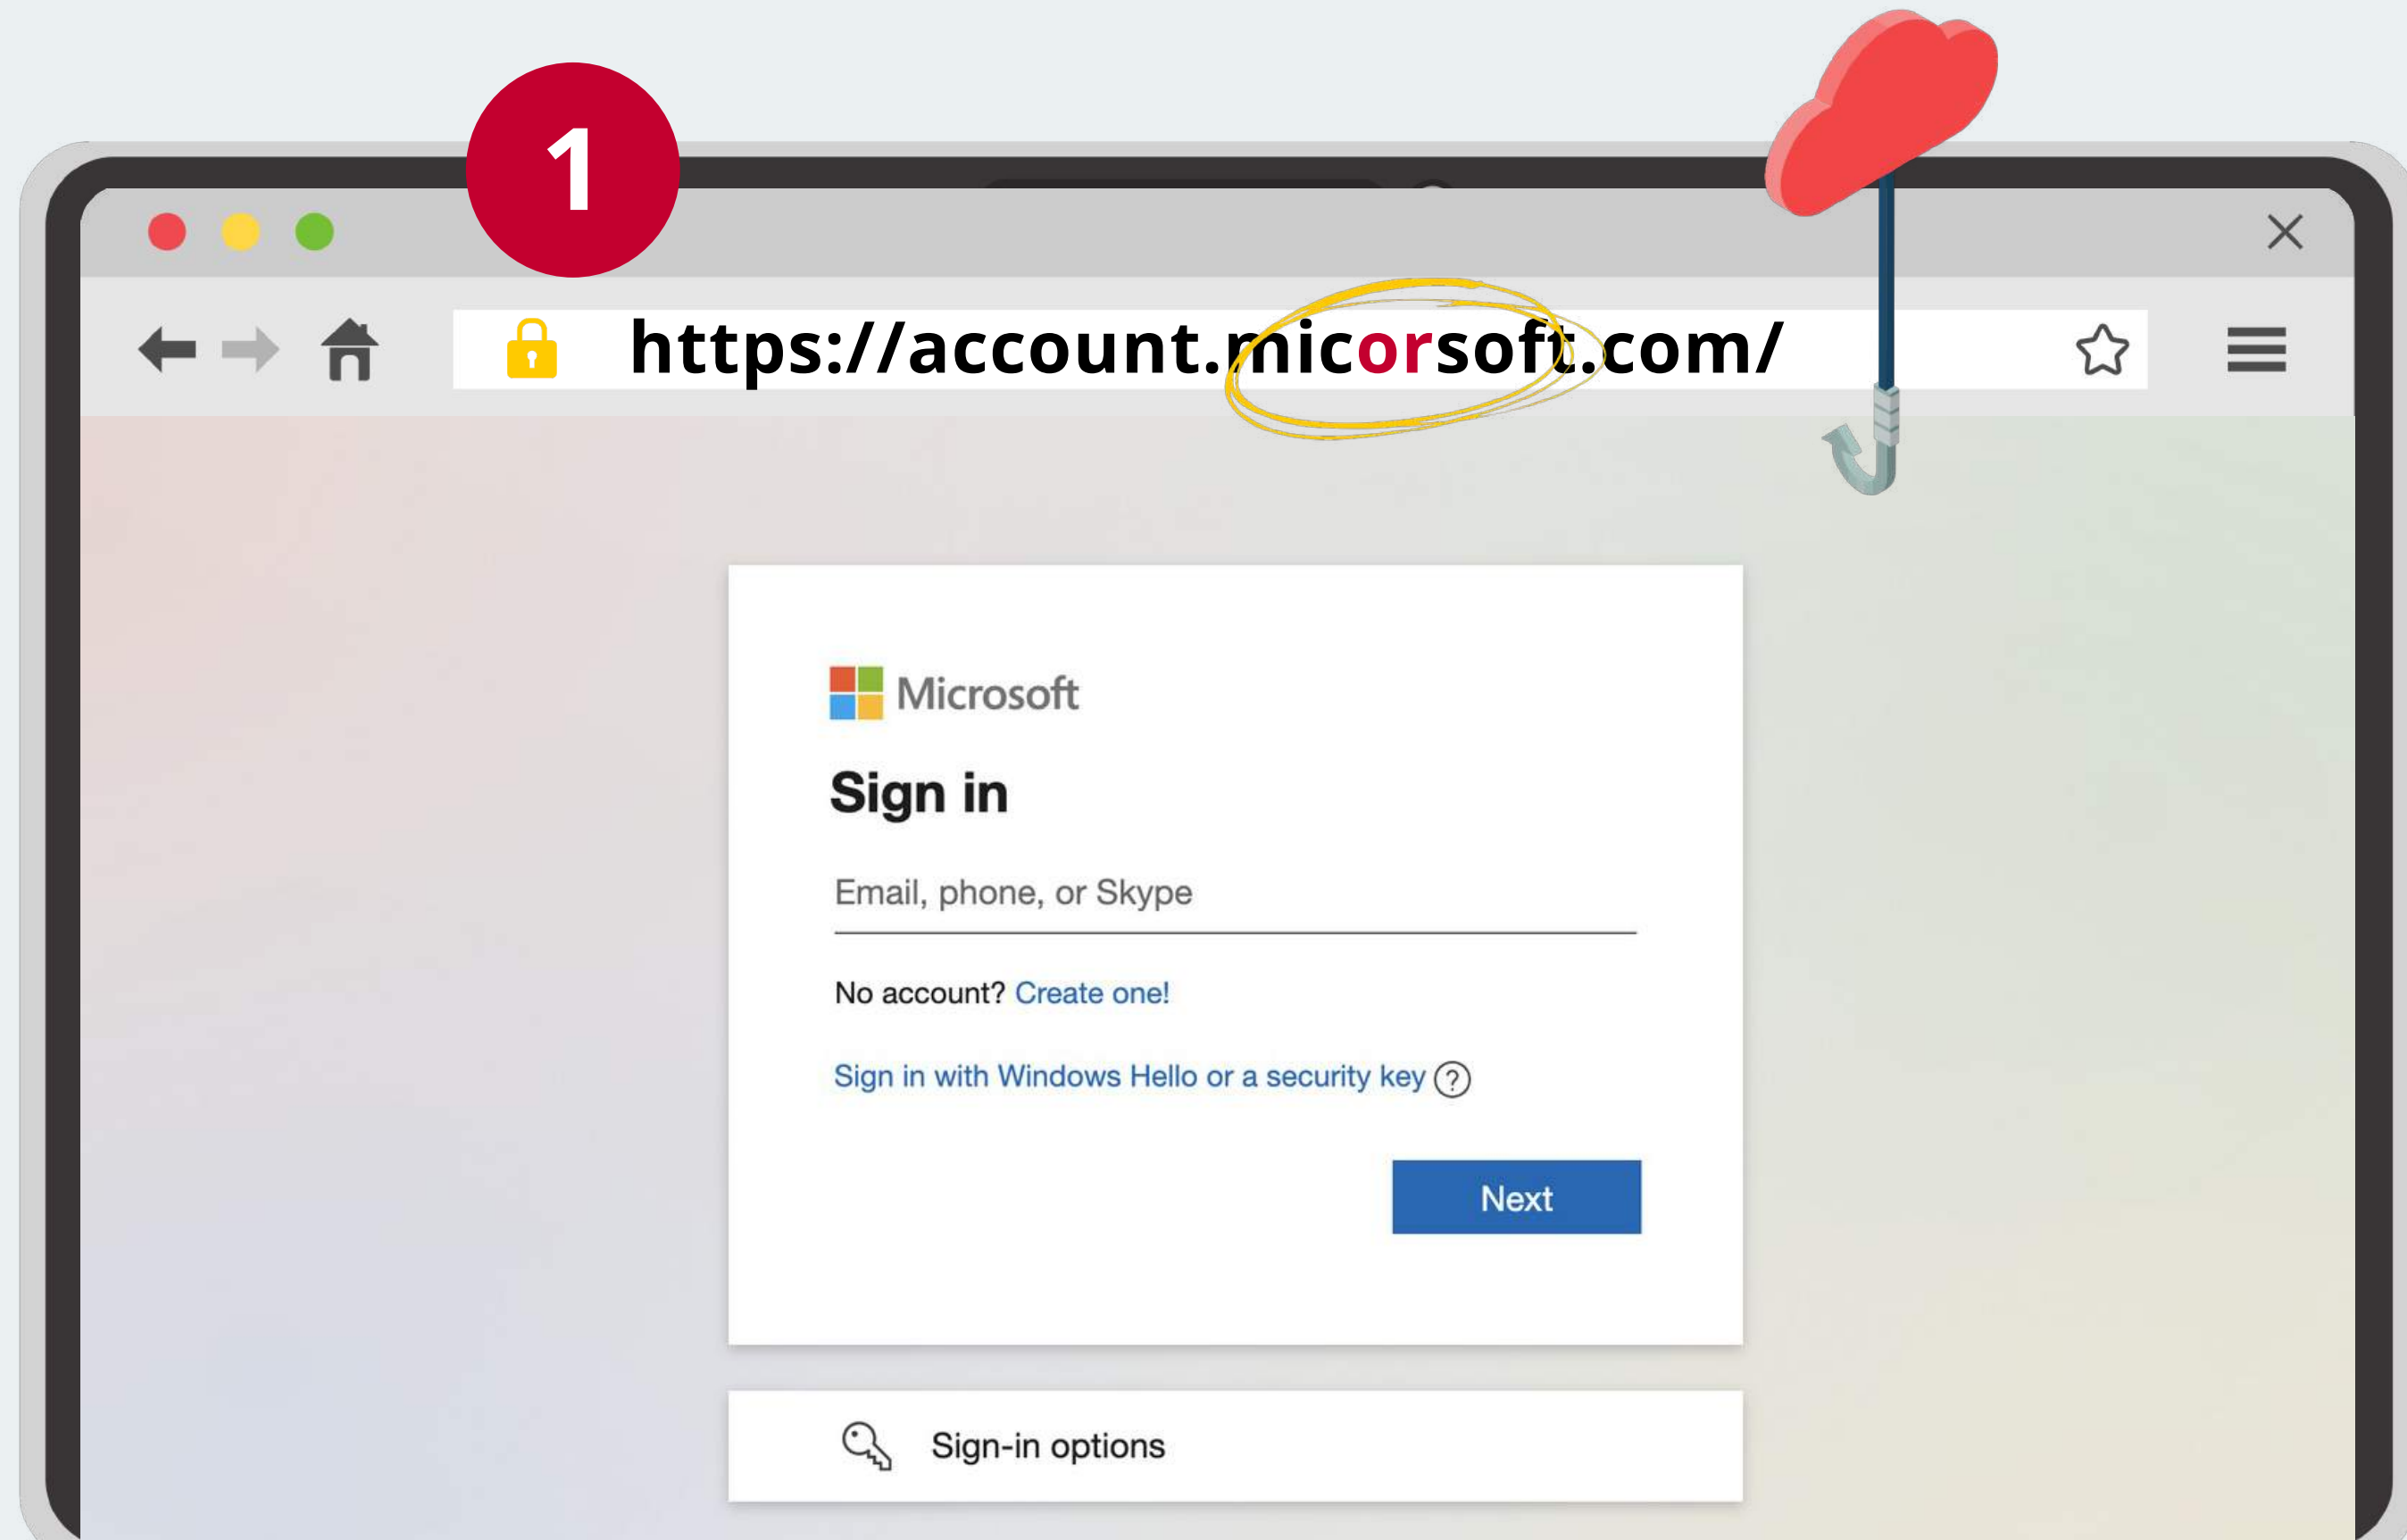 1
https://account.micorsoft.com/
Microsoft
Sign in
Email, phone, or Skype
No account? Create one!
Sign in with Windows Hello or a security key ?
Next
Sign-in options